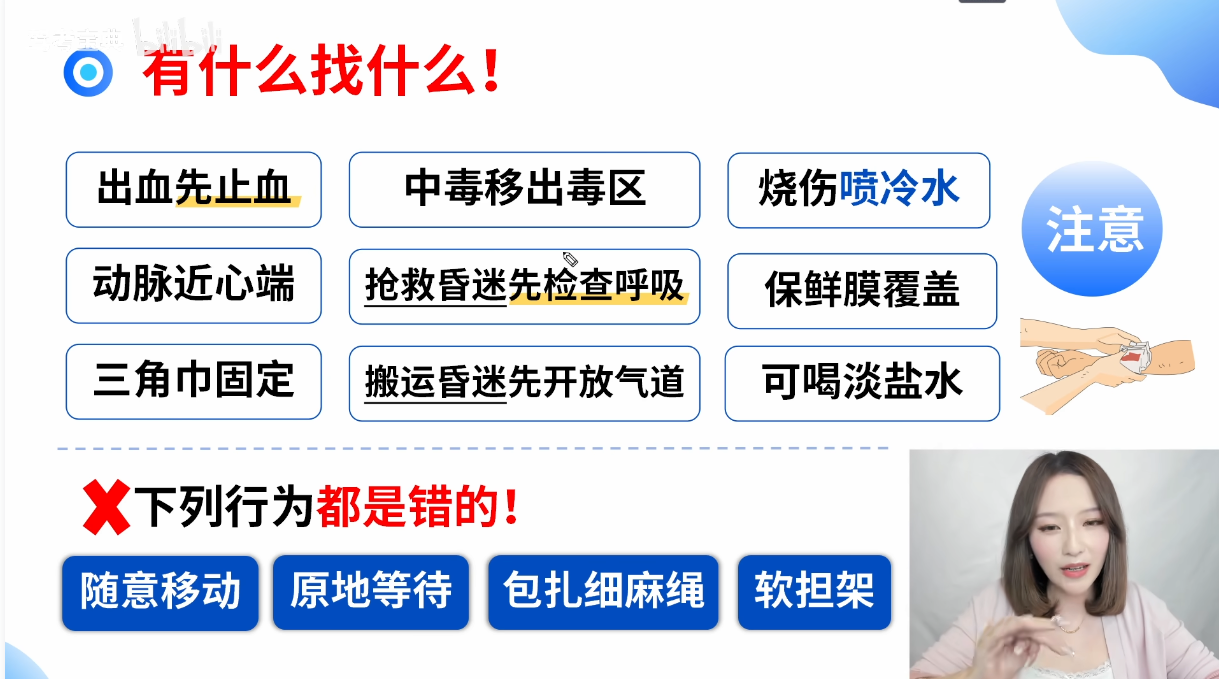 bilibili
有什么找什么！
出血先止血
中毒移出毒区
烧伤喷冷水
动脉近心端
抢救昏迷先检查呼吸
保鲜膜覆盖
三角巾固定
搬运昏迷先开放气道
可喝淡盐水
注意
下列行为都是错的！
随意移动
原地等待
包扎细麻绳
软担架